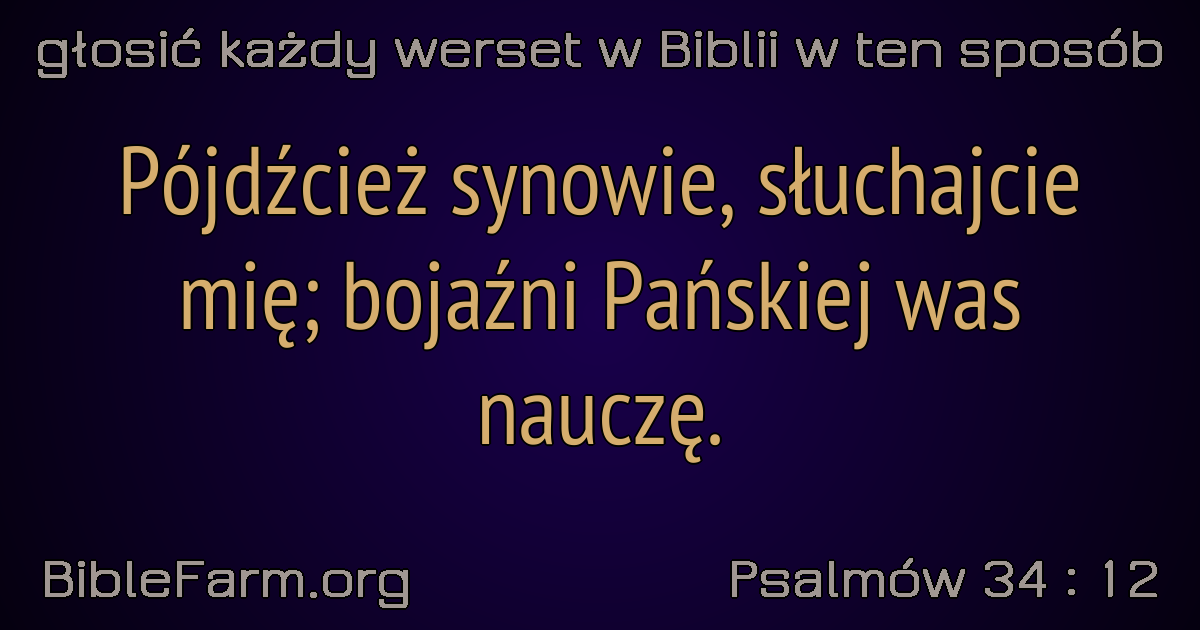 głosić każdy werset w Biblii w ten sposób
Pójdźcież synowie, słuchajcie
mię; bojaźni Pańskiej was
nauczę.
BibleFarm.org
Psalmów 34 : 12